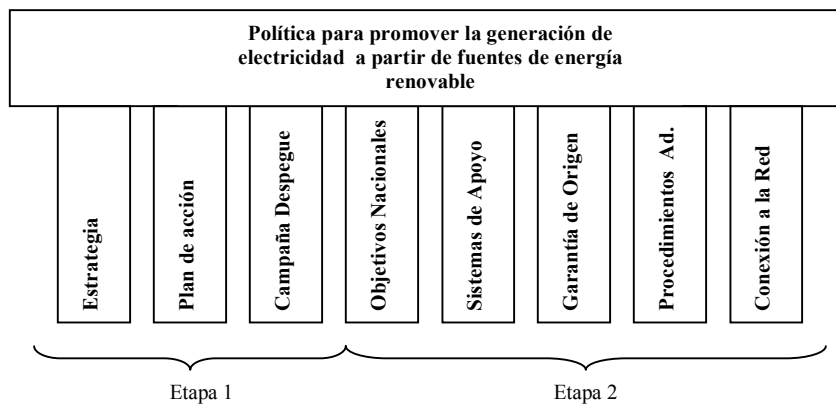 Política para promover la generación de
electricidad a partir de fuentes de energía
renovable
Estrategia
Plan de acción
Campaña Despegue
Objetivos Nacionales
Sistemas de Apoyo
Garantía de Origen
Procedimientos Ad.
Conexión a la Red
Etapa 1
Etapa 2